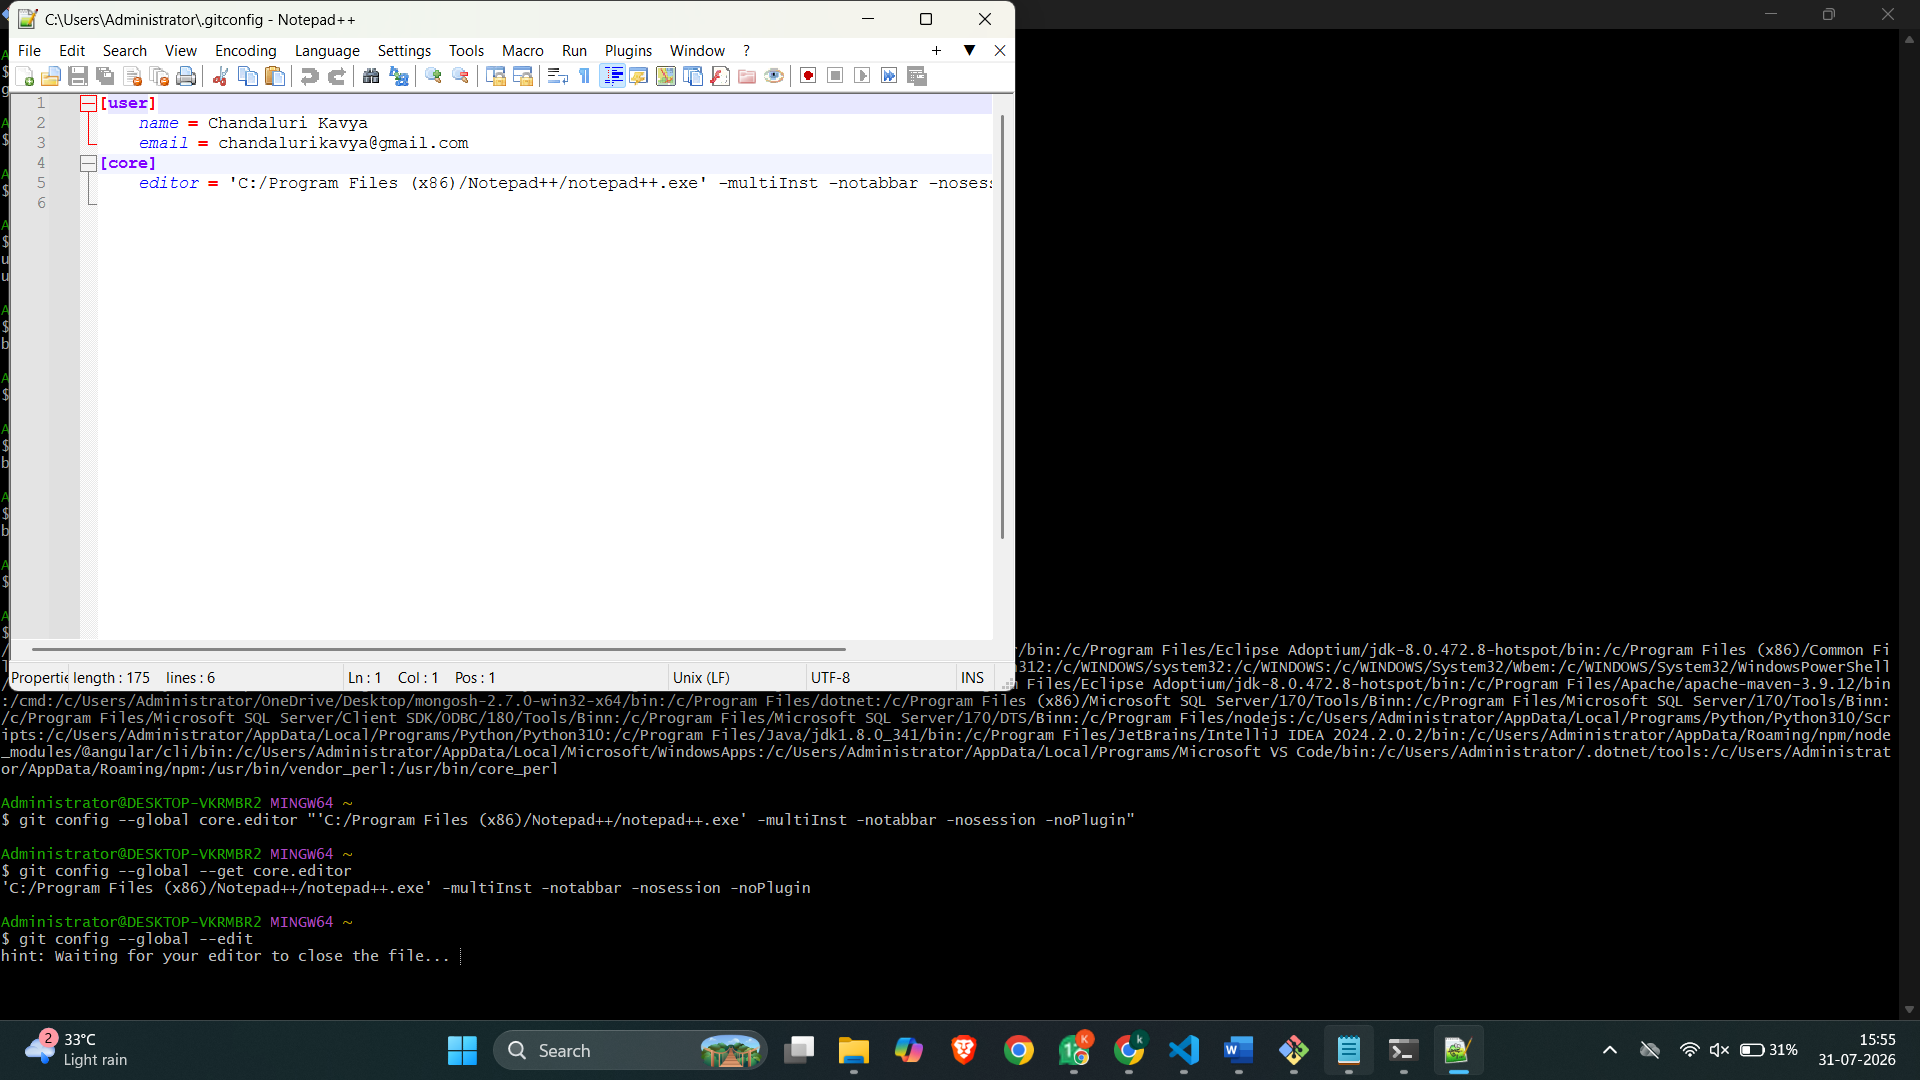 C:\Users\Administrator\.gitconfig - Notepad++
File Edit Search View Encoding Language Settings Tools Macro Run Plugins Window ?
1 [user]
2 name = Chandaluri Kavya
3 email = chandalurikavya@gmail.com
4 [core]
5 editor = 'C:/Program Files (x86)/Notepad++/notepad++.exe' -multiInst -notabbar -noses
6
Properti length : 175 lines : 6 Ln : 1 Col : 1 Pos : 1 Unix (LF) UTF-8 INS
/bin:/c/Program Files/Eclipse Adoptium/jdk-8.0.472.8-hotspot/bin:/c/Program Files (x86)/Common Fi
312:/c/WINDOWS/system32:/c/WINDOWS:/c/WINDOWS/System32/Wbem:/c/WINDOWS/System32/WindowsPowerShell
Files/Eclipse Adoptium/jdk-8.0.472.8-hotspot/bin:/c/Program Files/Apache/apache-maven-3.9.12/bin
:/cmd:/c/Users/Administrator/OneDrive/Desktop/mongosh-2.7.0-win32-x64/bin:/c/Program Files/dotnet:/c/Program Files (x86)/Microsoft SQL Server/170/Tools/Binn:/c/Program Files/Microsoft SQL Server/170/Tools/Binn:
/c/Program Files/Microsoft SQL Server/Client SDK/ODBC/180/Tools/Binn:/c/Program Files/Microsoft SQL Server/170/DTS/Binn:/c/Program Files/nodejs:/c/Users/Administrator/AppData/Local/Programs/Python/Python310/Scr
ipts:/c/Users/Administrator/AppData/Local/Programs/Python/Python310:/c/Program Files/Java/jdk1.8.0_341/bin:/c/Program Files/JetBrains/IntelliJ IDEA 2024.2.0.2/bin:/c/Users/Administrator/AppData/Roaming/npm/node
_modules/@angular/cli/bin:/c/Users/Administrator/AppData/Local/Microsoft/WindowsApps:/c/Users/Administrator/AppData/Local/Programs/Microsoft VS Code/bin:/c/Users/Administrator/.dotnet/tools:/c/Users/Administrat
or/AppData/Roaming/npm:/usr/bin/vendor_perl:/usr/bin/core_perl
Administrator@DESKTOP-VKRMBR2 MINGW64 ~
$ git config --global core.editor "'C:/Program Files (x86)/Notepad++/notepad++.exe' -multiInst -notabbar -nosession -noPlugin"
Administrator@DESKTOP-VKRMBR2 MINGW64 ~
$ git config --global --get core.editor
'C:/Program Files (x86)/Notepad++/notepad++.exe' -multiInst -notabbar -nosession -noPlugin
Administrator@DESKTOP-VKRMBR2 MINGW64 ~
$ git config --global --edit
hint: Waiting for your editor to close the file...
2 33°C
Light rain
Search
31%
15:55
31-07-2026